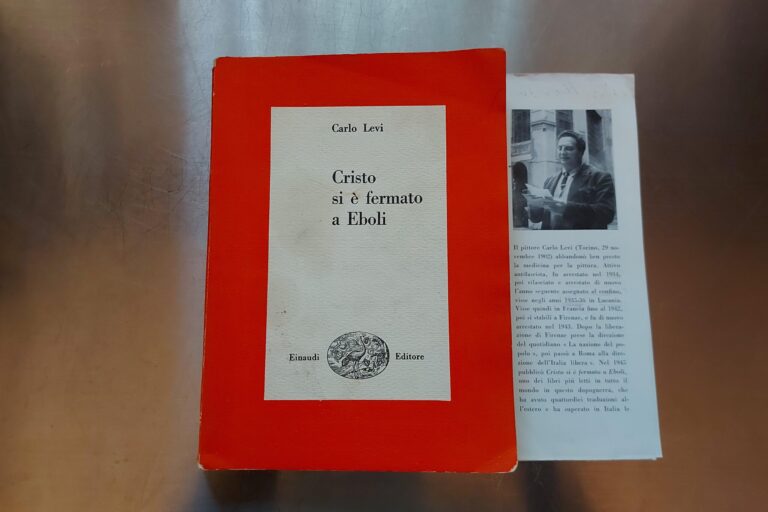 Carlo Levi
Cristo
si è fermato
a Eboli
Einaudi Editore
Il pittore Carlo Levi (Torino, 29 no-
vembre 1902) abbandonò ben presto
la medicina per la pittura. Attivo
antifascista, fu arrestato nel 1934,
poi rilasciato e arrestato di nuovo
l'anno seguente assegnato al confino,
visse negli anni 1935-36 in Lucania.
Visse quindi in Francia fino al 1942,
poi si stabilì a Firenze, e fu di nuovo
arrestato nel 1943. Dopo la libera-
zione di Firenze prese la direzione
del quotidiano « La nazione del po-
polo », poi passò a Roma alla dire-
zione dell'Italia libera ». Nel 1945
pubblicò Cristo si è fermato a Eboli,
uno dei libri più letti in tutto il
mondo in questo dopoguerra, che
ha avuto quattordici traduzioni al-
l'estero e ha superato in Italia le